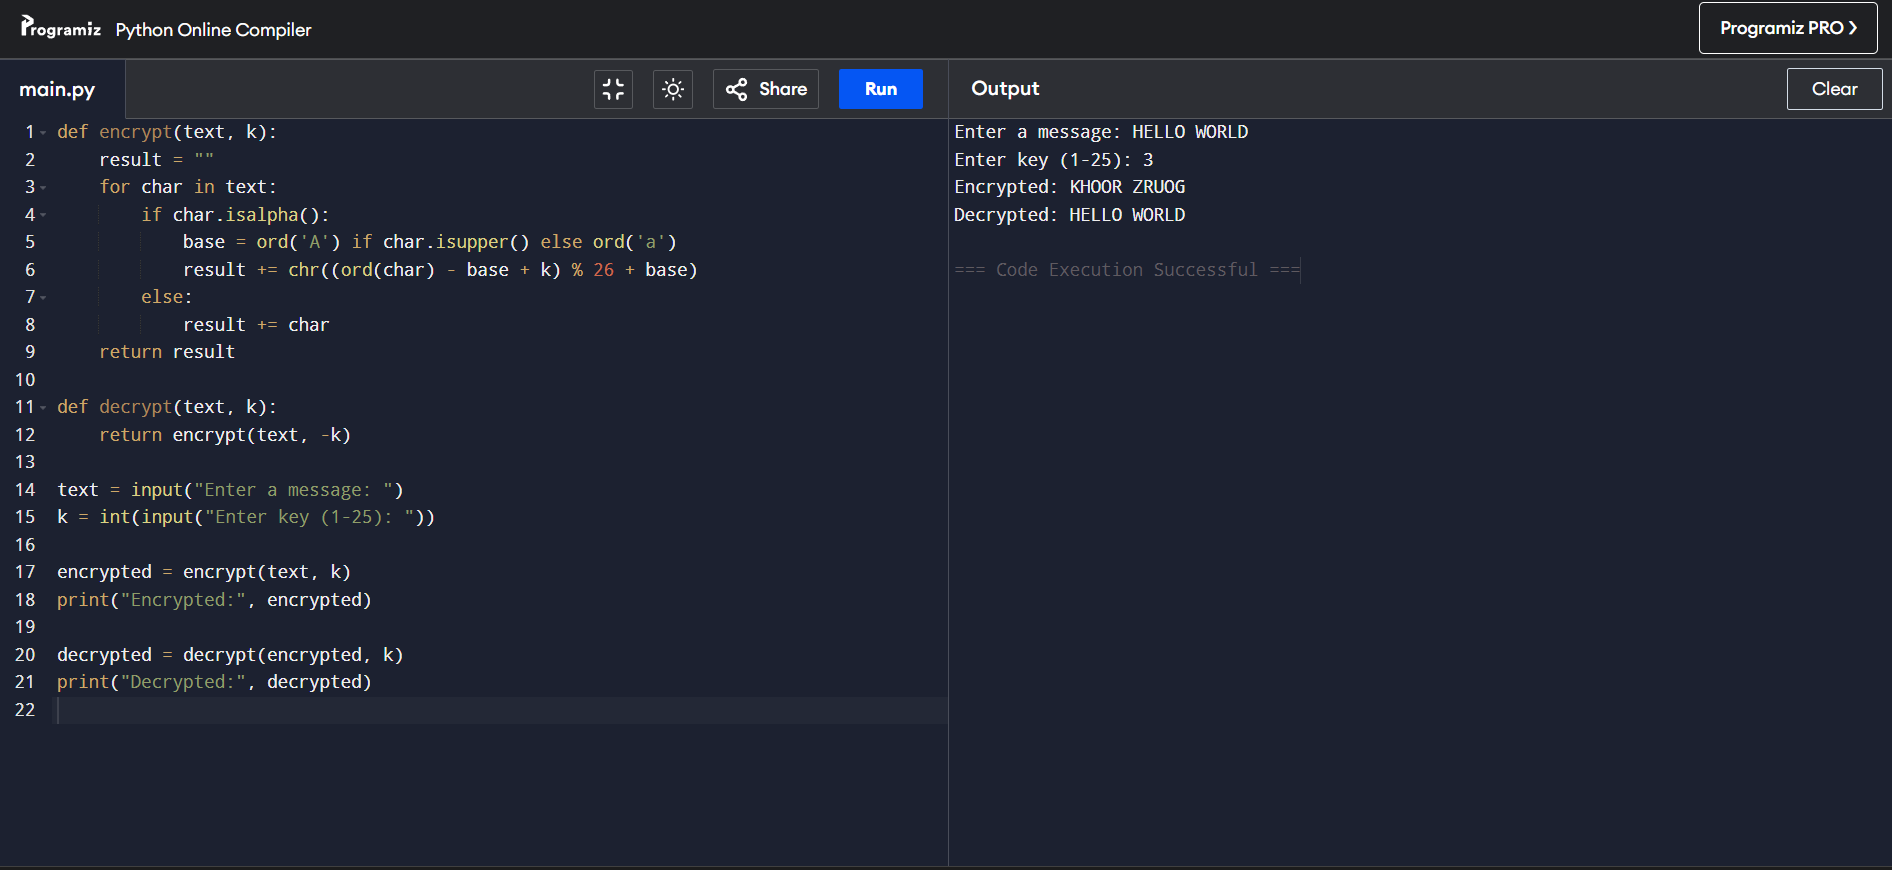 Programiz Python Online Compiler
Programiz PRO ❯
main.py
Share
Run
Output
Clear
1 def encrypt(text, k):
2     result = ""
3     for char in text:
4         if char.isalpha():
5             base = ord('A') if char.isupper() else ord('a')
6             result += chr((ord(char) - base + k) % 26 + base)
7         else:
8             result += char
9     return result
10
11 def decrypt(text, k):
12     return encrypt(text, -k)
13
14 text = input("Enter a message: ")
15 k = int(input("Enter key (1-25): "))
16
17 encrypted = encrypt(text, k)
18 print("Encrypted:", encrypted)
19
20 decrypted = decrypt(encrypted, k)
21 print("Decrypted:", decrypted)
22
Enter a message: HELLO WORLD
Enter key (1-25): 3
Encrypted: KHOOR ZRUOG
Decrypted: HELLO WORLD
=== Code Execution Successful ===